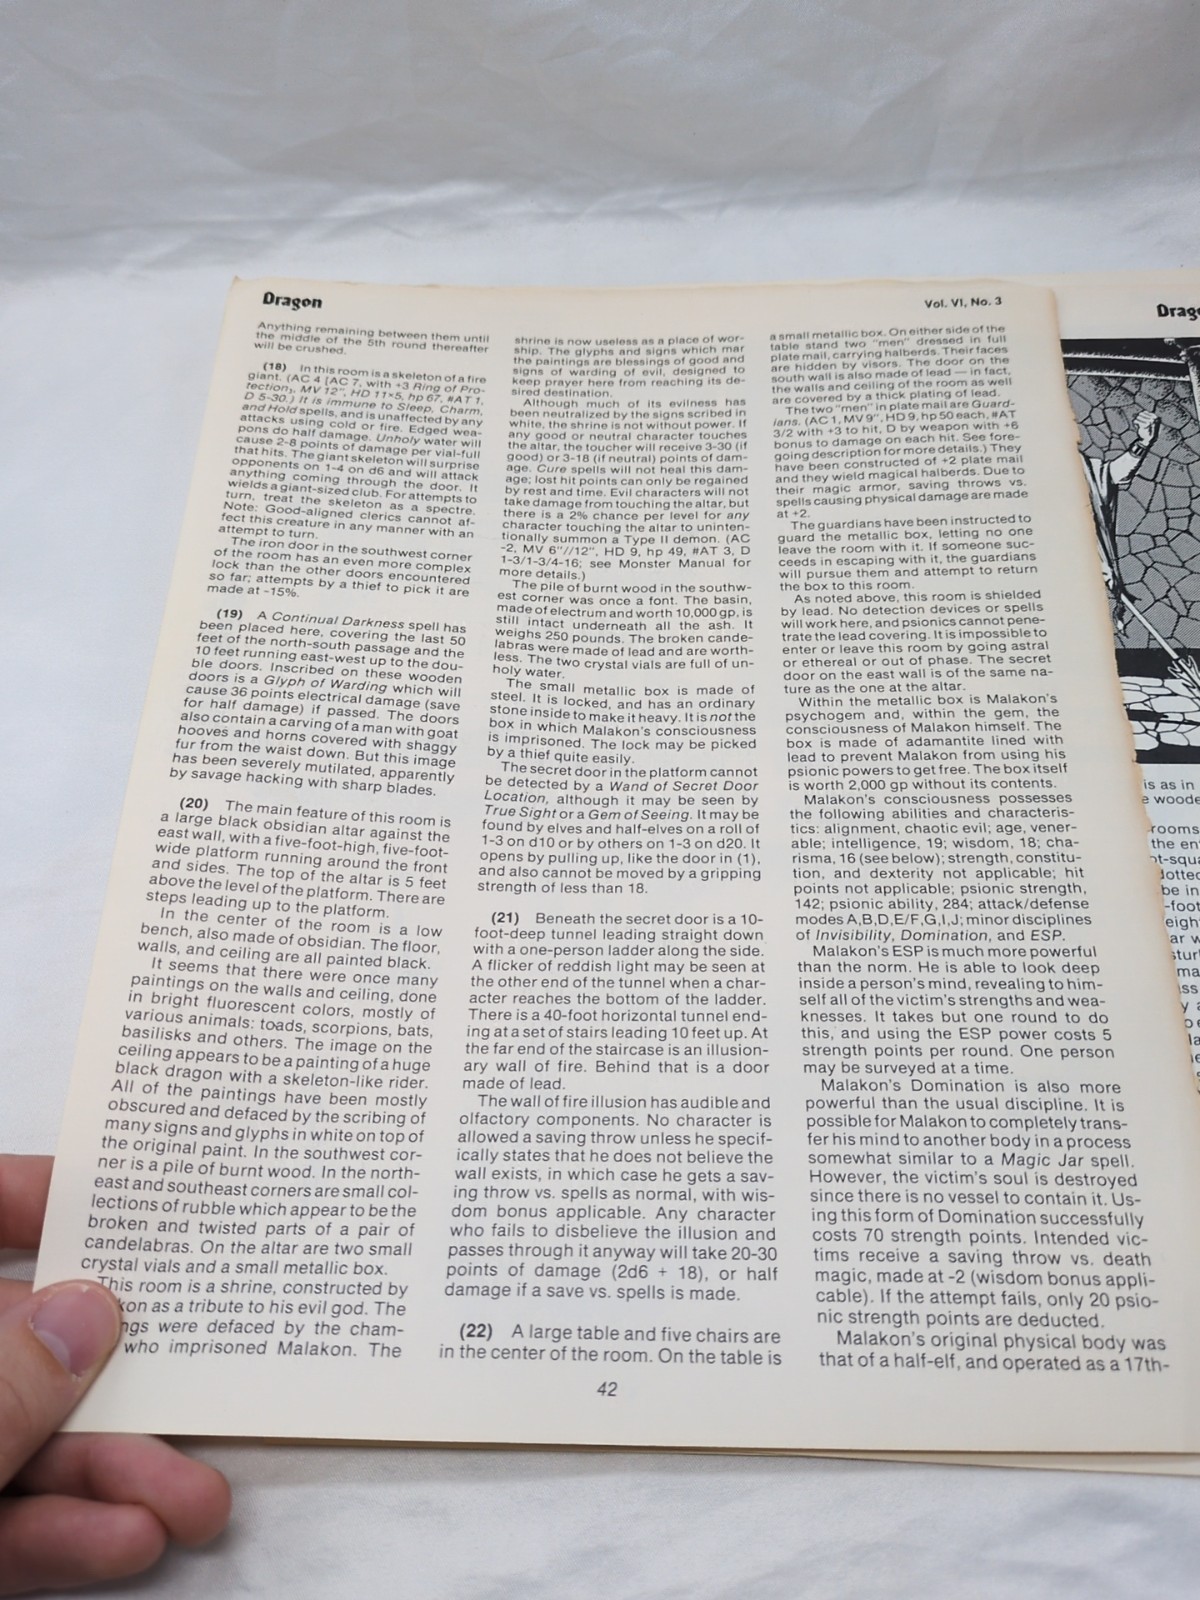 Dragon
Vol. VI, No. 3
Anything remaining between them until
the middle of the 5th round thereafter
will be crushed.
(18) In this room is a skeleton of a fire
giant. (AC 4 [AC 7, with +3 Ring of Pro-
tection], MV 12", HD 11+5, hp 67, #AT 1,
D 5-30.) It is immune to Sleep, Charm,
and Hold spells, and is unaffected by any
attacks using cold or fire. Edged wea-
pons do half damage. Unholy water will
cause 2-8 points of damage per vial-full
that hits. The giant skeleton will surprise
opponents on 1-4 on d6 and will attack
anything coming through the door. It
wields a giant-sized club. For attempts to
turn, treat the skeleton as a spectre.
Note: Good-aligned clerics cannot af-
fect this creature in any manner with an
attempt to turn.
The iron door in the southwest corner
of the room has an even more complex
lock than the other doors encountered
so far; attempts by a thief to pick it are
made at -15%.
(19) A Continual Darkness spell has
been placed here, covering the last 50
feet of the north-south passage and the
10 feet running east-west up to the dou-
ble doors. Inscribed on these wooden
doors is a Glyph of Warding which will
cause 36 points electrical damage (save
for half damage) if passed. The doors
also contain a carving of a man with goat
hooves and horns covered with shaggy
fur from the waist down. But this image
has been severely mutilated, apparently
by savage hacking with sharp blades.
(20) The main feature of this room is
a large black obsidian altar against the
east wall, with a five-foot-high, five-foot-
wide platform running around the front
and sides. The top of the altar is 5 feet
above the level of the platform. There are
steps leading up to the platform.
In the center of the room is a low
bench, also made of obsidian. The floor,
walls, and ceiling are all painted black.
It seems that there were once many
paintings on the walls and ceiling, done
in bright fluorescent colors, mostly of
various animals: toads, scorpions, bats,
basilisks and others. The image on the
ceiling appears to be a painting of a huge
black dragon with a skeleton-like rider.
All of the paintings have been mostly
obscured and defaced by the scribing of
many signs and glyphs in white on top of
the original paint. In the southwest cor-
ner is a pile of burnt wood. In the north-
east and southeast corners are small col-
lections of rubble which appear to be the
broken and twisted parts of a pair of
candelabras. On the altar are two small
crystal vials and a small metallic box.
This room is a shrine, constructed by
kon as a tribute to his evil god. The
ngs were defaced by the cham-
who imprisoned Malakon. The
shrine is now useless as a place of wor-
ship. The glyphs and signs which mar
the paintings are blessings of good and
signs of warding of evil, designed to
keep prayer here from reaching its de-
sired destination.
Although much of its evilness has
been neutralized by the signs scribed in
white, the shrine is not without power. If
any good or neutral character touches
the altar, the toucher will receive 3-30 (if
good) or 3-18 (if neutral) points of dam-
age. Cure spells will not heal this dam-
age; lost hit points can only be regained
by rest and time. Evil characters will not
take damage from touching the altar, but
there is a 2% chance per level for any
character touching the altar to uninten-
tionally summon a Type II demon. (AC
-2, MV 6"//12", HD 9, hp 49, #AT 3, D
1-3/1-3/4-16; see Monster Manual for
more details.)
The pile of burnt wood in the southw-
est corner was once a font. The basin,
made of electrum and worth 10,000 gp, is
still intact underneath all the ash. It
weighs 250 pounds. The broken cande-
labras were made of lead and are worth-
less. The two crystal vials are full of un-
holy water.
The small metallic box is made of
steel. It is locked, and has an ordinary
stone inside to make it heavy. It is not the
box in which Malakon's consciousness
is imprisoned. The lock may be picked
by a thief quite easily.
The secret door in the platform cannot
be detected by a Wand of Secret Door
Location, although it may be seen by
True Sight or a Gem of Seeing. It may be
found by elves and half-elves on a roll of
1-3 on d10 or by others on 1-3 on d20. It
opens by pulling up, like the door in (1),
and also cannot be moved by a gripping
strength of less than 18.
(21) Beneath the secret door is a 10-
foot-deep tunnel leading straight down
with a one-person ladder along the side.
A flicker of reddish light may be seen at
the other end of the tunnel when a char-
acter reaches the bottom of the ladder.
There is a 40-foot horizontal tunnel end-
ing at a set of stairs leading 10 feet up. At
the far end of the staircase is an illusion-
ary wall of fire. Behind that is a door
made of lead.
The wall of fire illusion has audible and
olfactory components. No character is
allowed a saving throw unless he specif-
ically states that he does not believe the
wall exists, in which case he gets a sav-
ing throw vs. spells as normal, with wis-
dom bonus applicable. Any character
who fails to disbelieve the illusion and
passes through it anyway will take 20-30
points of damage (2d6 + 18), or half
damage if a save vs. spells is made.
(22) A large table and five chairs are
in the center of the room. On the table is
a small metallic box. On either side of the
table stand two "men" dressed in full
plate mail, carrying halberds. Their faces
are hidden by visors. The door on the
south wall is also made of lead — in fact,
the walls and ceiling of the room as well
are covered by a thick plating of lead.
The two "men" in plate mail are Guard-
ians. (AC 1, MV 9", HD 9, hp 50 each, #AT
3/2 with +3 to hit, D by weapon with +6
bonus to damage on each hit. See fore-
going description for more details.) They
have been constructed of +2 plate mail
and they wield magical halberds. Due to
their magic armor, saving throws vs.
spells causing physical damage are made
at +2.
The guardians have been instructed to
guard the metallic box, letting no one
leave the room with it. If someone suc-
ceeds in escaping with it, the guardians
will pursue them and attempt to return
the box to this room.
As noted above, this room is shielded
by lead. No detection devices or spells
will work here, and psionics cannot pene-
trate the lead covering. It is impossible to
enter or leave this room by going astral
or ethereal or out of phase. The secret
door on the east wall is of the same na-
ture as the one at the altar.
Within the metallic box is Malakon's
psychogem and, within the gem, the
consciousness of Malakon himself. The
box is made of adamantite lined with
lead to prevent Malakon from using his
psionic powers to get free. The box itself
is worth 2,000 gp without its contents.
Malakon's consciousness possesses
the following abilities and characteris-
tics: alignment, chaotic evil; age, vener-
able; intelligence, 19; wisdom, 18; cha-
risma, 16 (see below); strength, constitu-
tion, and dexterity not applicable; hit
points not applicable; psionic strength,
142; psionic ability, 284; attack/defense
modes A,B,D,E/F,G,I,J; minor disciplines
of Invisibility, Domination, and ESP.
Malakon's ESP is much more powerful
than the norm. He is able to look deep
inside a person's mind, revealing to him-
self all of the victim's strengths and wea-
knesses. It takes but one round to do
this, and using the ESP power costs 5
strength points per round. One person
may be surveyed at a time.
Malakon's Domination is also more
powerful than the usual discipline. It is
possible for Malakon to completely trans-
fer his mind to another body in a process
somewhat similar to a Magic Jar spell.
However, the victim's soul is destroyed
since there is no vessel to contain it. Us-
ing this form of Domination successfully
costs 70 strength points. Intended vic-
tims receive a saving throw vs. death
magic, made at -2 (wisdom bonus appli-
cable). If the attempt fails, only 20 psio-
nic strength points are deducted.
Malakon's original physical body was
that of a half-elf, and operated as a 17th-
42